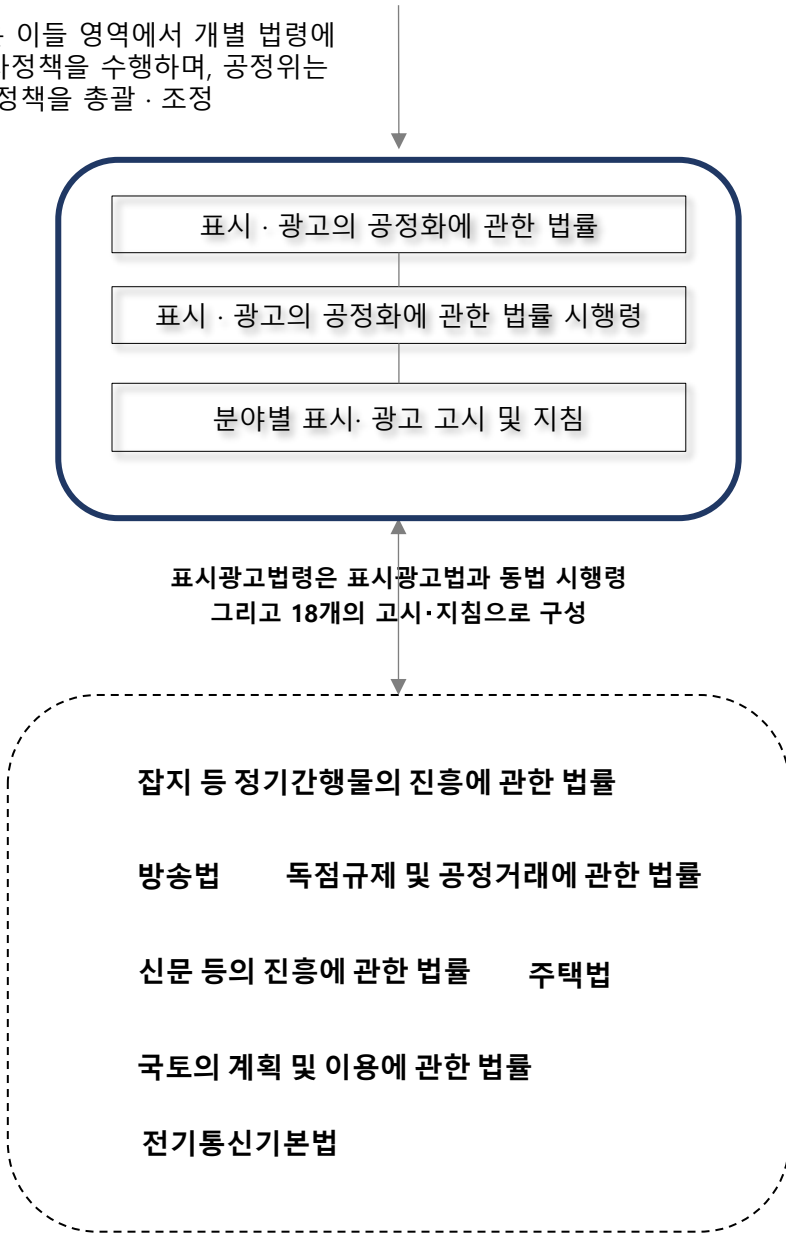 이들 영역에서 개별 법령에
정책을 수행하며, 공정위는
정책을 총괄 · 조정
표시 · 광고의 공정화에 관한 법률
표시 · 광고의 공정화에 관한 법률 시행령
분야별 표시· 광고 고시 및 지침
표시광고법령은 표시광고법과 동법 시행령
그리고 18개의 고시·지침으로 구성
잡지 등 정기간행물의 진흥에 관한 법률
방송법 독점규제 및 공정거래에 관한 법률
신문 등의 진흥에 관한 법률 주택법
국토의 계획 및 이용에 관한 법률
전기통신기본법